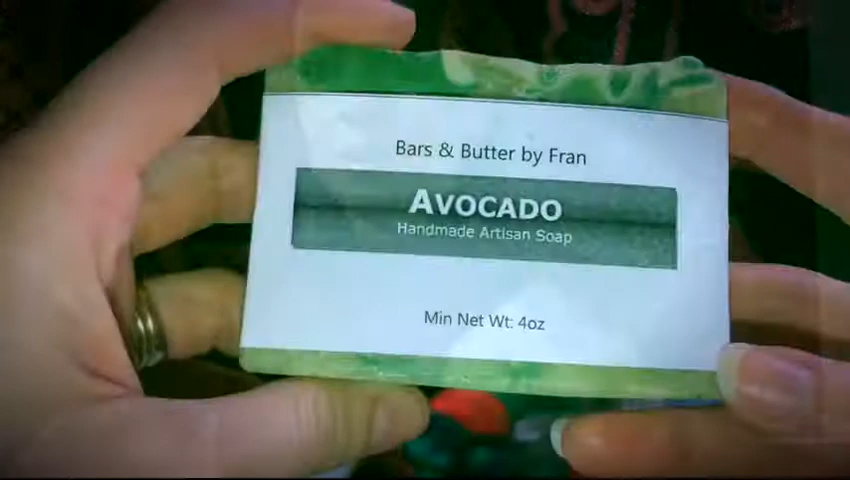 Bars & Butter by Fran
AVOCADO
Handmade Artisan Soap
Min Net Wt: 4oz